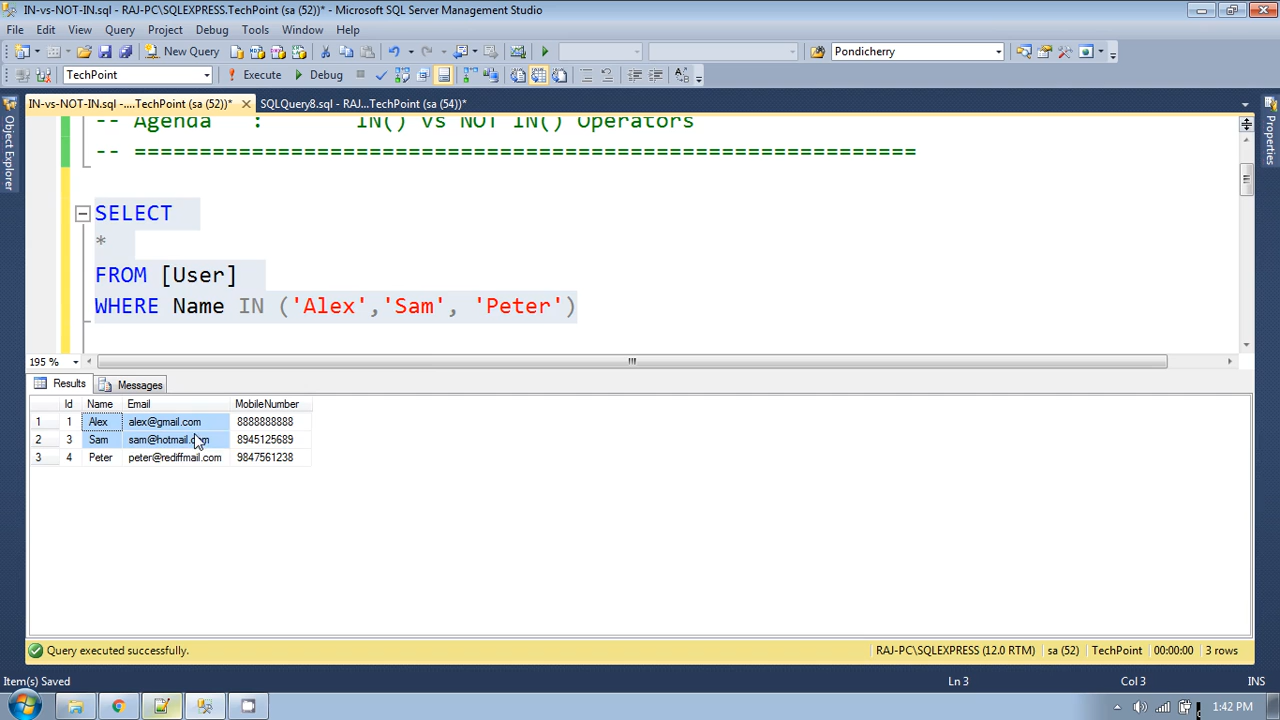 IN-vs-NOT-IN.sql - RAJ-PC\SQLEXPRESS.TechPoint (sa (52))* - Microsoft SQL Server Management Studio
File Edit View Query Project Debug Tools Window Help
New Query Pondicherry
TechPoint Execute Debug
IN-vs-NOT-IN.sql -....TechPoint (sa (52))* SQLQuery8.sql - RAJ...TechPoint (sa (54))*
Object Explorer
Properties
-- Agenda : IN() vs NOT IN() Operators
-- ============================================================
SELECT
*
FROM [User]
WHERE Name IN ('Alex','Sam', 'Peter')
195 %
Results Messages
Id Name Email MobileNumber
1 1 Alex alex@gmail.com 8888888888
2 3 Sam sam@hotmail.com 8945125689
3 4 Peter peter@rediffmail.com 9847561238
Query executed successfully. RAJ-PC\SQLEXPRESS (12.0 RTM) sa (52) TechPoint 00:00:00 3 rows
Item(s) Saved Ln 3 Col 3 INS
1:42 PM